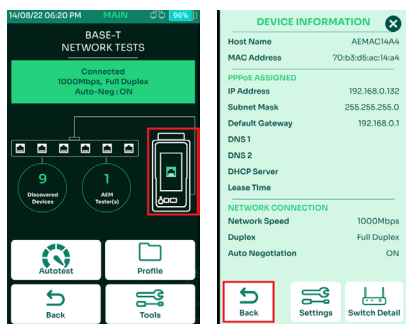 14/08/22 06:20 PM MAIN 96%
BASE-T
NETWORK TESTS
Connected
1000Mbps, Full Duplex
Auto-Neg : ON
9
Discovered
Devices
1
AEM
Tester(s)
Autotest
Profile
Back
Tools
DEVICE INFORMATION
Host Name AEMAC14A4
MAC Address 70:b3:d5:ac:14:a4
PPPoE ASSIGNED
IP Address 192.168.0.132
Subnet Mask 255.255.255.0
Default Gateway 192.168.0.1
DNS 1
DNS 2
DHCP Server
Lease Time
NETWORK CONNECTION
Network Speed 1000Mbps
Duplex Full Duplex
Auto Negotiation ON
Back
Settings
Switch Detail